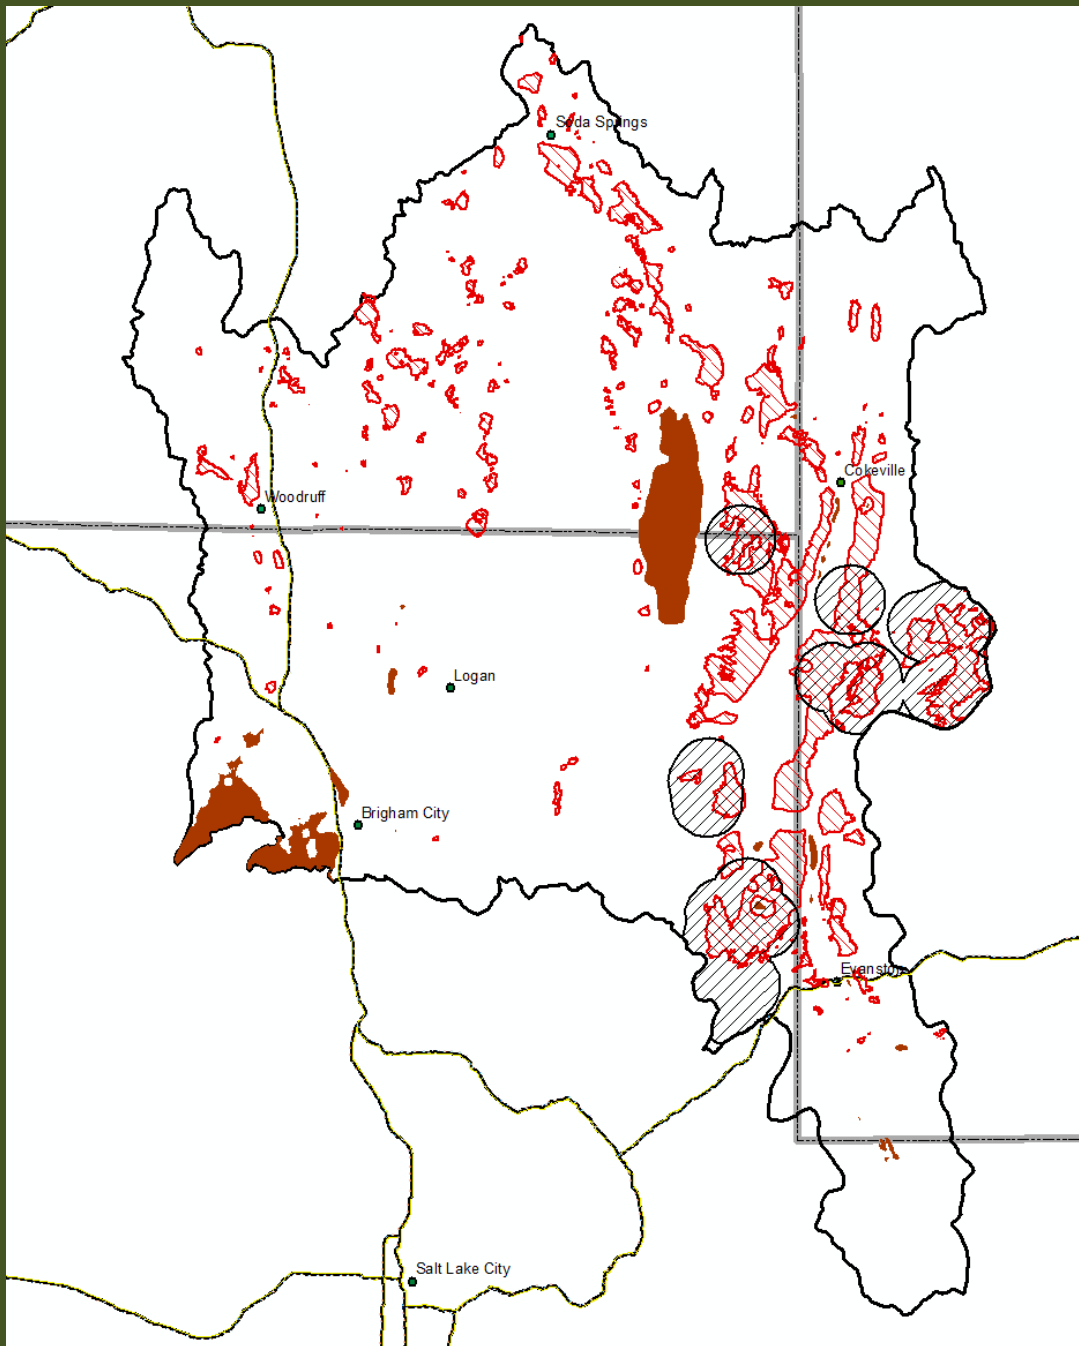 Soda Springs
Cokeville
Woodruff
Logan
Brigham City
Evanston
Salt Lake City